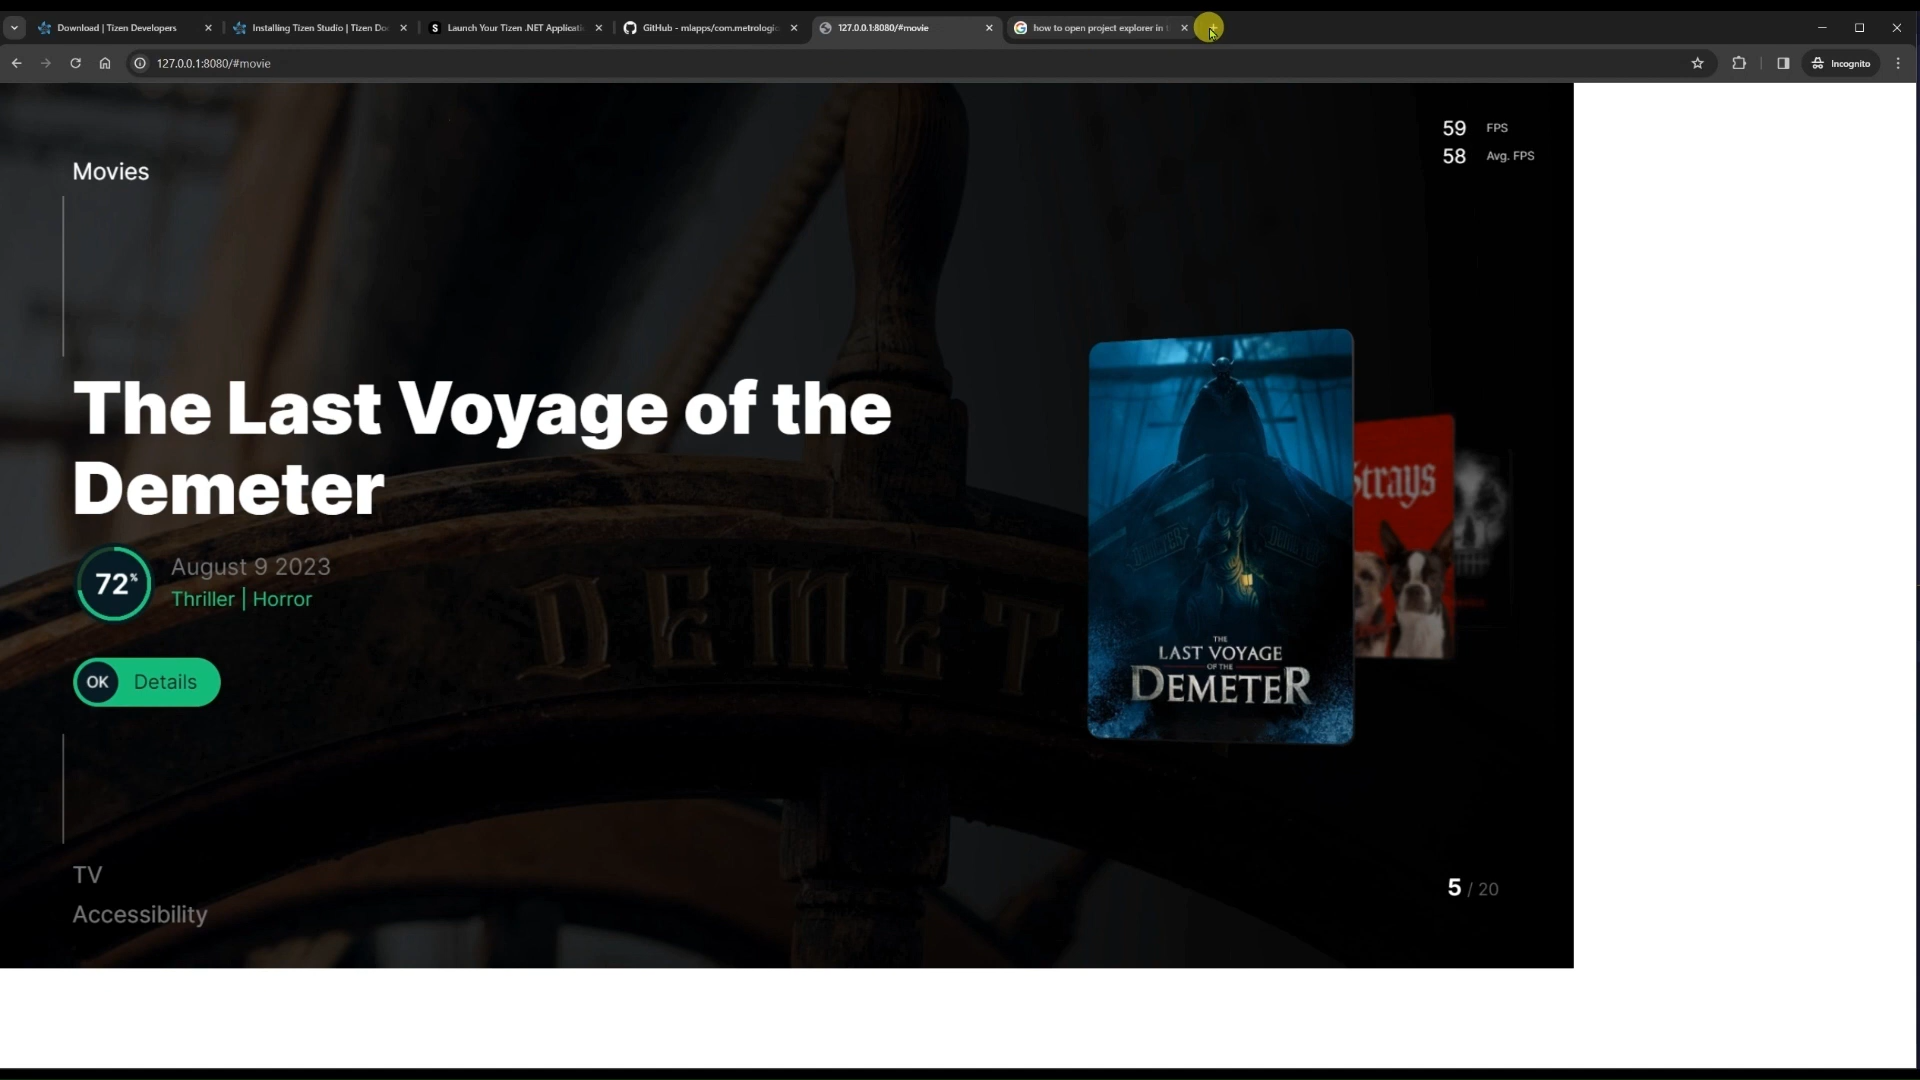 Download | Tizen Developers
Installing Tizen Studio | Tizen Do
Launch Your Tizen .NET Applicati
GitHub - mlapps/com.metrologic
127.0.0.1:8080/#movie
how to open project explorer in
127.0.0.1:8080/#movie
Incognito
59 FPS
58 Avg. FPS
Movies
The Last Voyage of the
Demeter
72%
August 9 2023
Thriller | Horror
OK Details
TV
Accessibility
DEMET
THE
LAST VOYAGE
OF THE
DEMETER
Strays
5 / 20